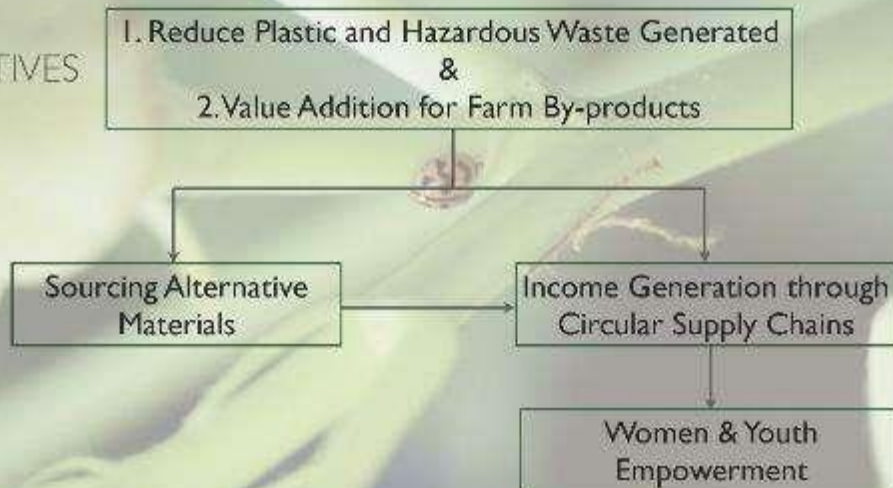 TIVES
1. Reduce Plastic and Hazardous Waste Generated
&
2. Value Addition for Farm By-products
Sourcing Alternative
Materials
Income Generation through
Circular Supply Chains
Women & Youth
Empowerment